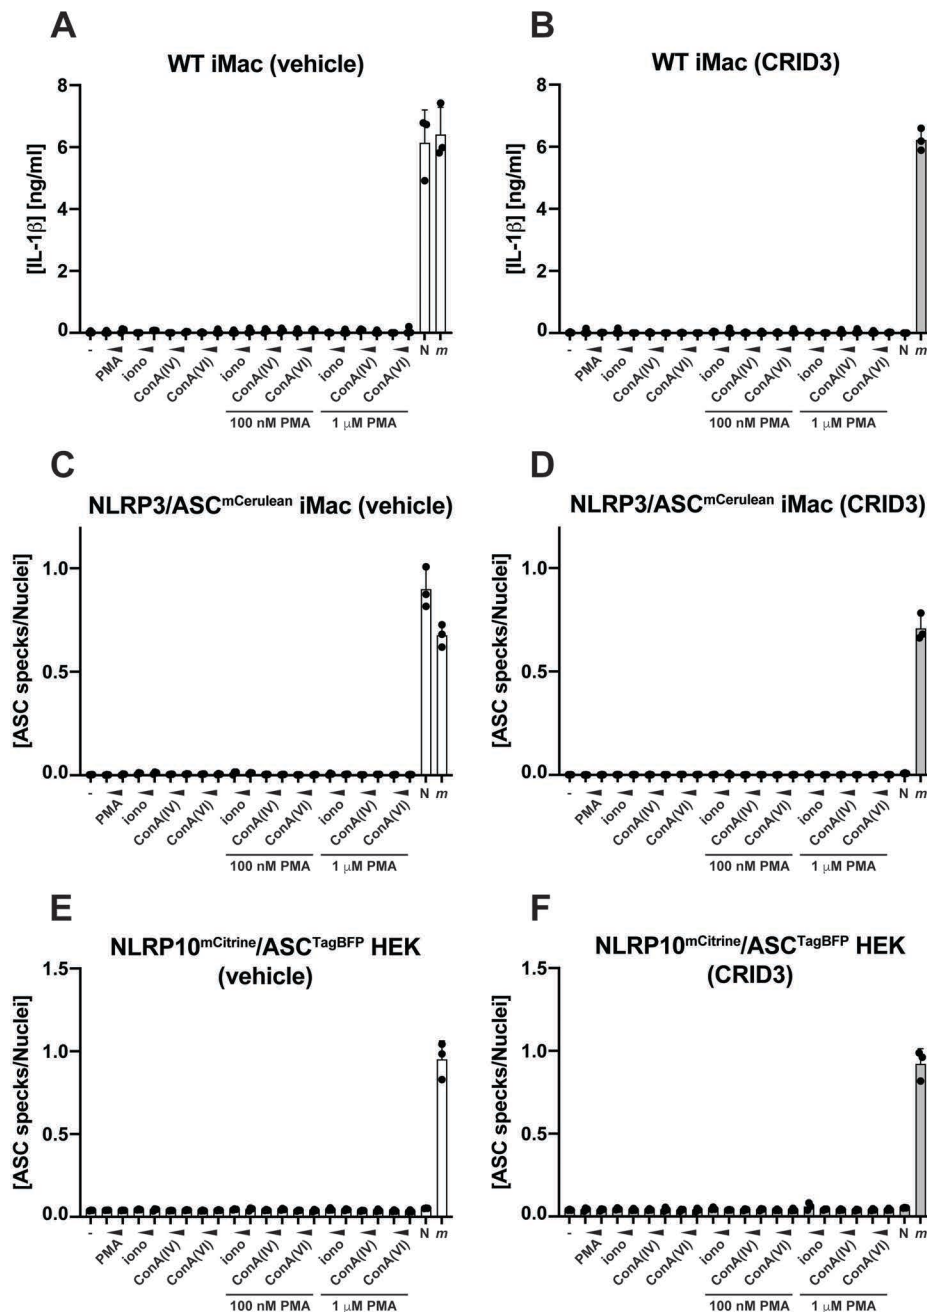 A
WT iMac (vehicle)
[IL-1β] [ng/ml]
8
6
4
2
0
- PMA iono ConA(IV) ConA(VI) iono ConA(IV) ConA(VI) iono ConA(IV) ConA(VI) N m
100 nM PMA 1 μM PMA
B
WT iMac (CRID3)
[IL-1β] [ng/ml]
8
6
4
2
0
- PMA iono ConA(IV) ConA(VI) iono ConA(IV) ConA(VI) iono ConA(IV) ConA(VI) N m
100 nM PMA 1 μM PMA
C
NLRP3/ASCmCerulean iMac (vehicle)
[ASC specks/Nuclei]
1.0
0.5
0.0
- PMA iono ConA(IV) ConA(VI) iono ConA(IV) ConA(VI) iono ConA(IV) ConA(VI) N m
100 nM PMA 1 μM PMA
D
NLRP3/ASCmCerulean iMac (CRID3)
[ASC specks/Nuclei]
1.0
0.5
0.0
- PMA iono ConA(IV) ConA(VI) iono ConA(IV) ConA(VI) iono ConA(IV) ConA(VI) N m
100 nM PMA 1 μM PMA
E
NLRP10mCitrine/ASCTagBFP HEK
(vehicle)
[ASC specks/Nuclei]
1.5
1.0
0.5
0.0
- PMA iono ConA(IV) ConA(VI) iono ConA(IV) ConA(VI) iono ConA(IV) ConA(VI) N m
100 nM PMA 1 μM PMA
F
NLRP10mCitrine/ASCTagBFP HEK
(CRID3)
[ASC specks/Nuclei]
1.5
1.0
0.5
0.0
- PMA iono ConA(IV) ConA(VI) iono ConA(IV) ConA(VI) iono ConA(IV) ConA(VI) N m
100 nM PMA 1 μM PMA